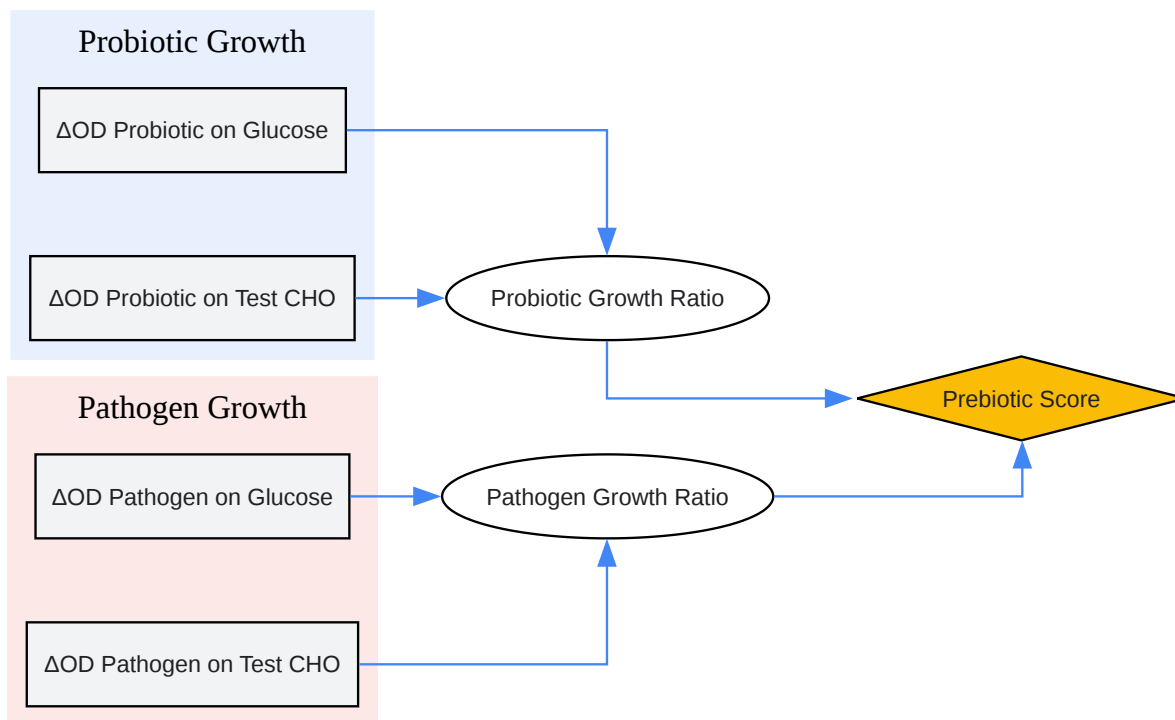 Probiotic Growth
ΔOD Probiotic on Glucose
ΔOD Probiotic on Test CHO
Probiotic Growth Ratio
Prebiotic Score
Pathogen Growth
ΔOD Pathogen on Glucose
Pathogen Growth Ratio
ΔOD Pathogen on Test CHO